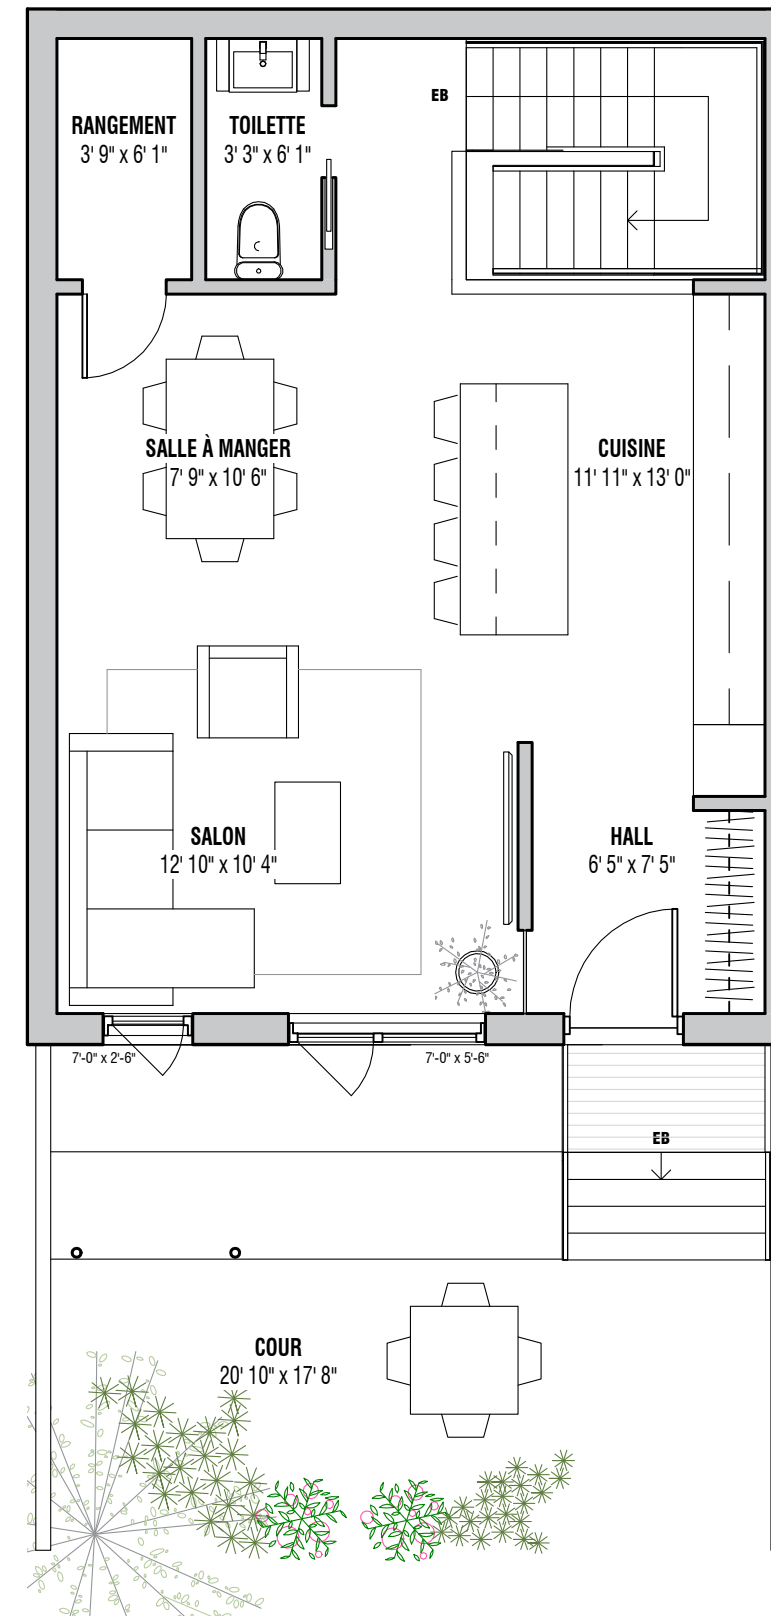 EB
RANGEMENT
3' 9" x 6' 1"
TOILETTE
3' 3" x 6' 1"
SALLE À MANGER
7' 9" x 10' 6"
CUISINE
11' 11" x 13' 0"
SALON
12' 10" x 10' 4"
HALL
6' 5" x 7' 5"
7'-0" x 2'-6"
7'-0" x 5'-6"
EB
COUR
20' 10" x 17' 8"